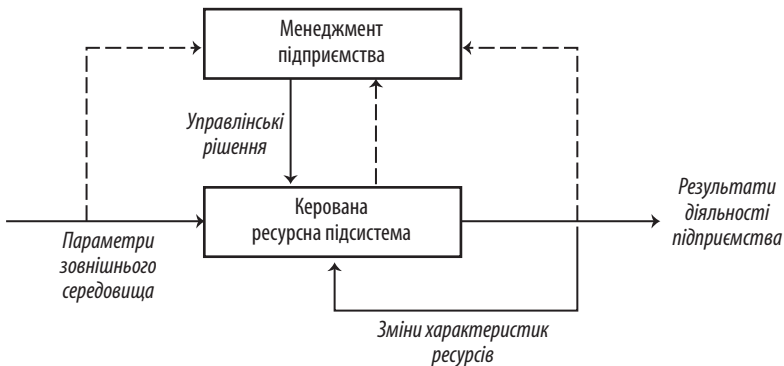 Менеджмент
підприємства
Управлінські
рішення
Керована
ресурсна підсистема
Параметри
зовнішнього
середовища
Результати
діяльності
підприємства
Зміни характеристик
ресурсів